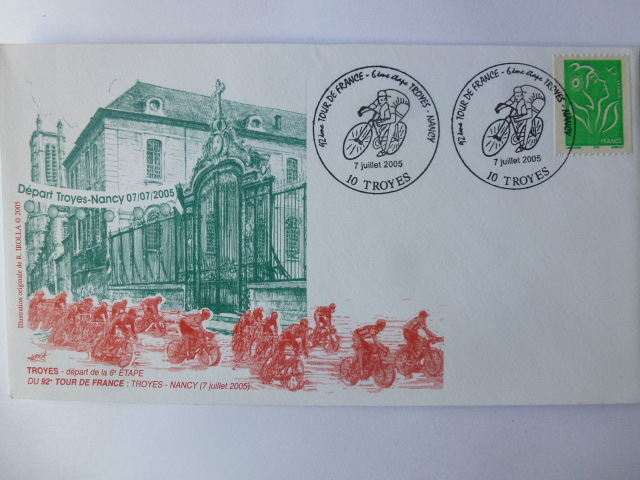 92ème TOUR DE FRANCE - 6ème étape TROYES - NANCY
7 juillet 2005
10 TROYES
92ème TOUR DE FRANCE - 6ème étape TROYES - NANCY
7 juillet 2005
10 TROYES
FRANCE
Départ Troyes-Nancy 07/07/2005
Illustration originale de R. IROLLA © 2005
TROYES - départ de la 6e ÉTAPE
DU 92e TOUR DE FRANCE : TROYES - NANCY (7 juillet 2005)